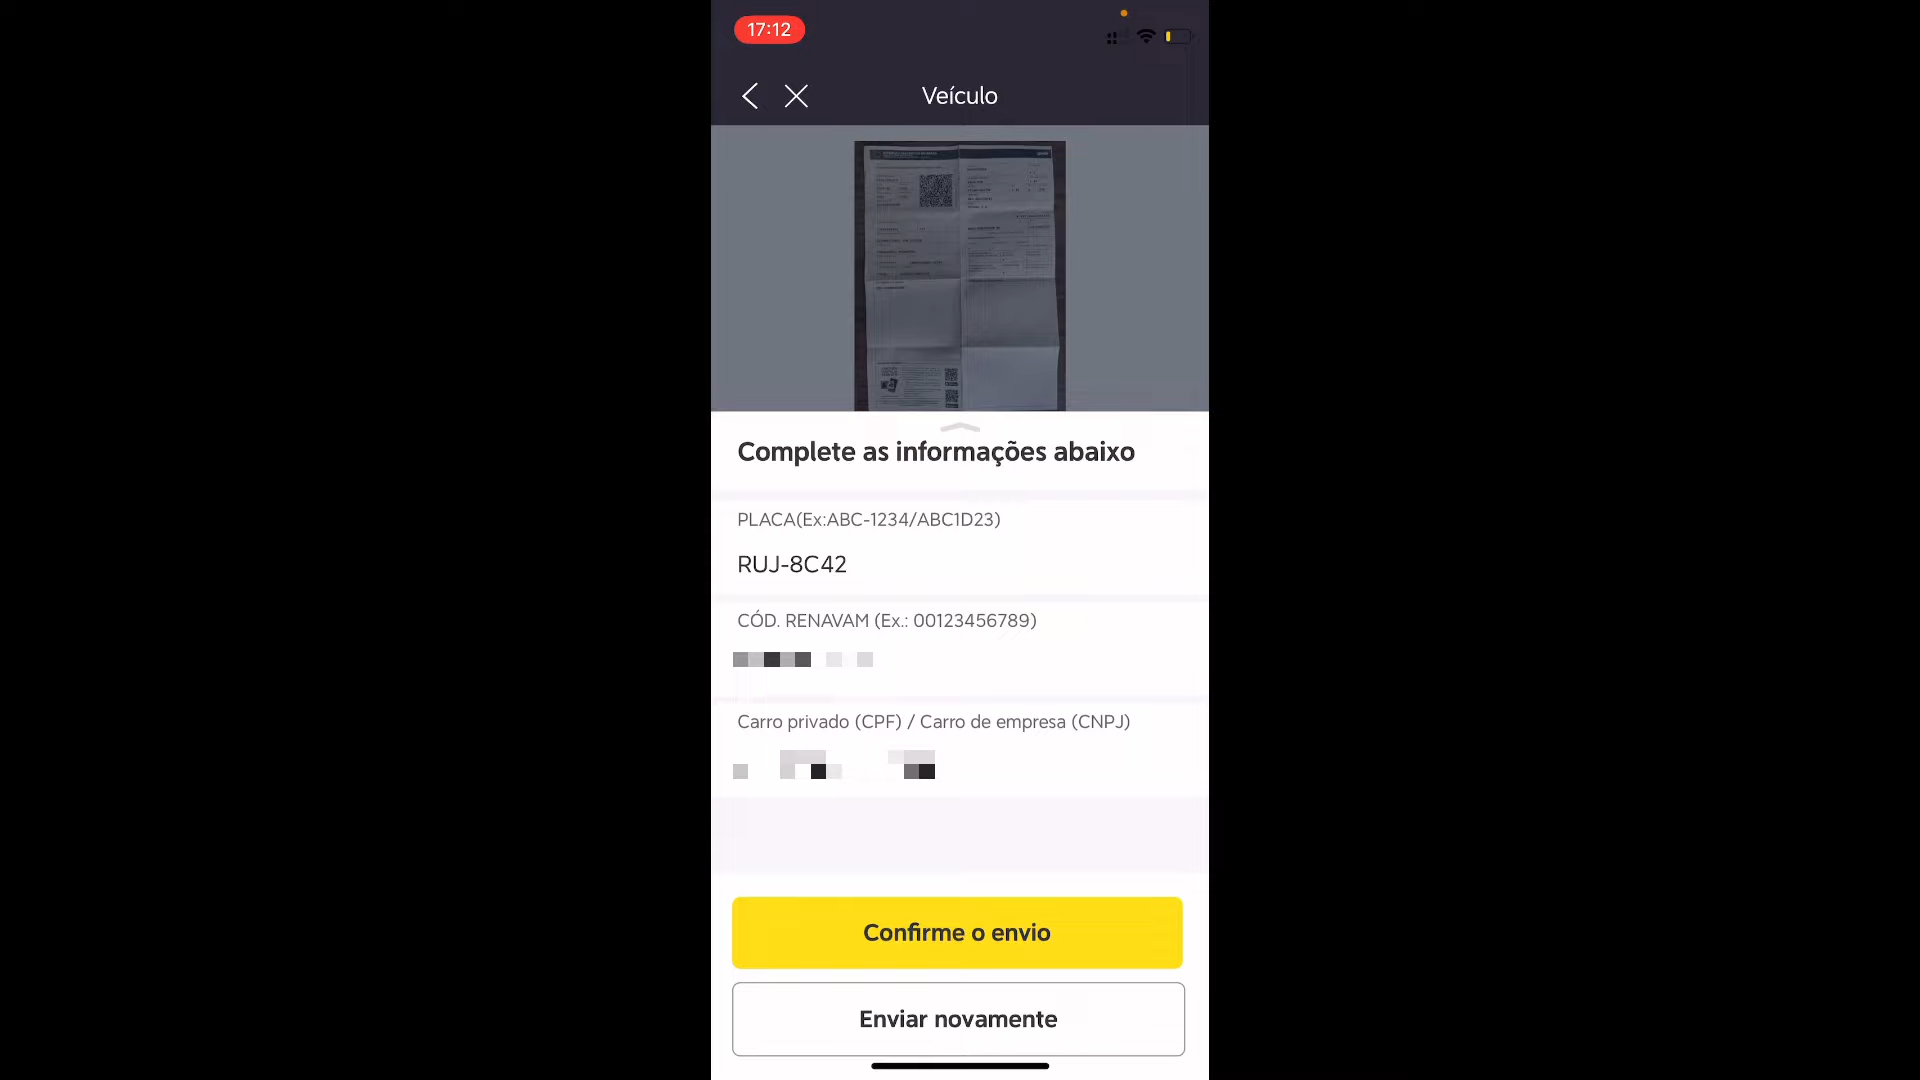 17:12
Veículo
Complete as informações abaixo
PLACA(Ex:ABC-1234/ABC1D23)
RUJ-8C42
CÓD. RENAVAM (Ex.: 00123456789)
Carro privado (CPF) / Carro de empresa (CNPJ)
Confirme o envio
Enviar novamente